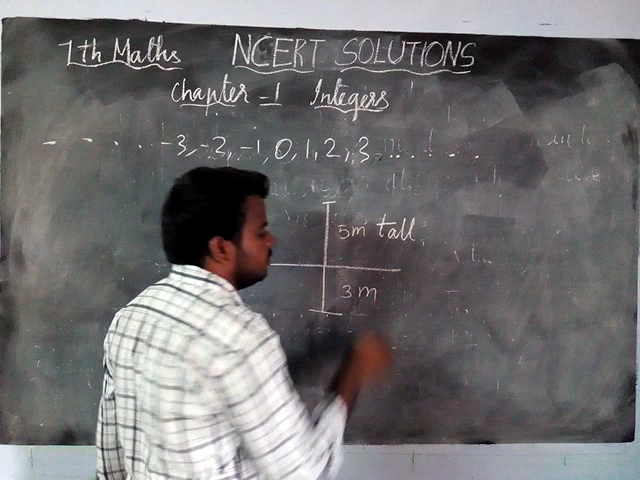 7th Maths NCERT SOLUTIONS
Chapter = 1 Integers
- - . . . -3, -2, -1, 0, 1, 2, 3 . . . . . .
5m tall,
3 m